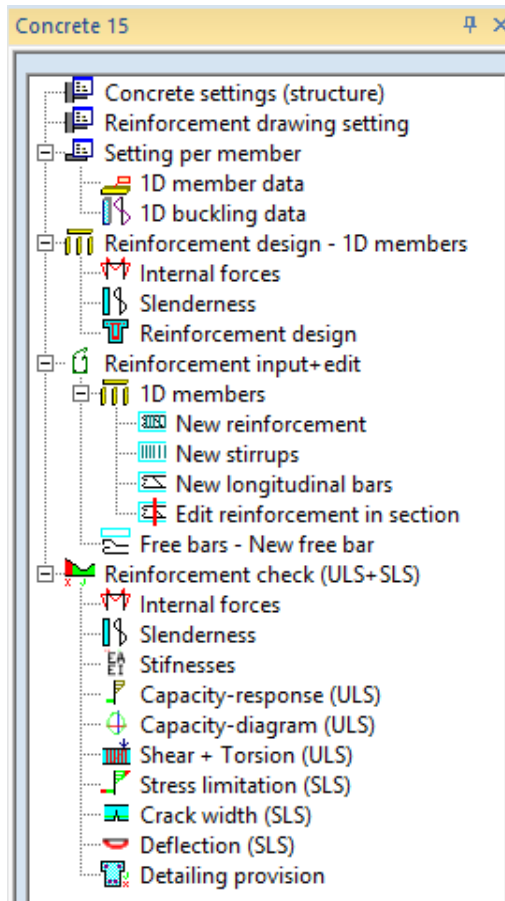 Concrete 15
Concrete settings (structure)
Reinforcement drawing setting
Setting per member
1D member data
1D buckling data
Reinforcement design - 1D members
Internal forces
Slenderness
Reinforcement design
Reinforcement input+edit
1D members
New reinforcement
New stirrups
New longitudinal bars
Edit reinforcement in section
Free bars - New free bar
Reinforcement check (ULS+SLS)
Internal forces
Slenderness
Stifnesses
Capacity-response (ULS)
Capacity-diagram (ULS)
Shear + Torsion (ULS)
Stress limitation (SLS)
Crack width (SLS)
Deflection (SLS)
Detailing provision